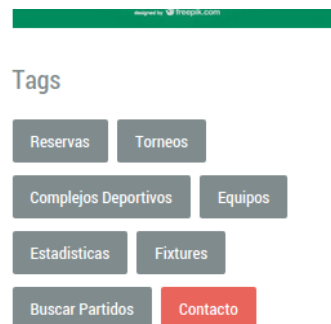 designed by freepik.com
Tags
Reservas Torneos
Complejos Deportivos Equipos
Estadisticas Fixtures
Buscar Partidos Contacto